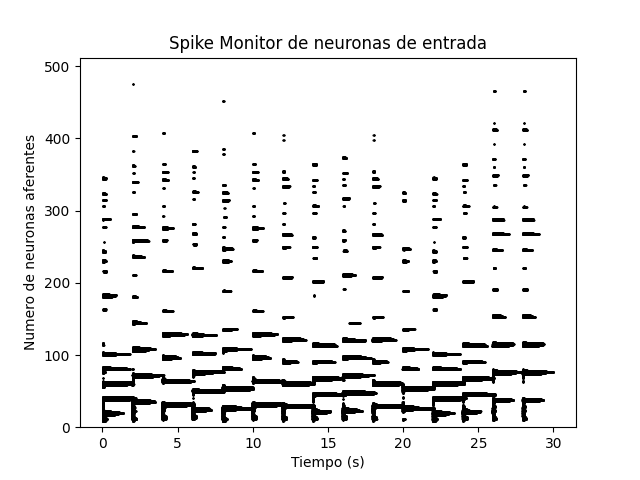 Spike Monitor de neuronas de entrada
500
400
300
200
100
0
Numero de neuronas aferentes
0 5 10 15 20 25 30
Tiempo (s)